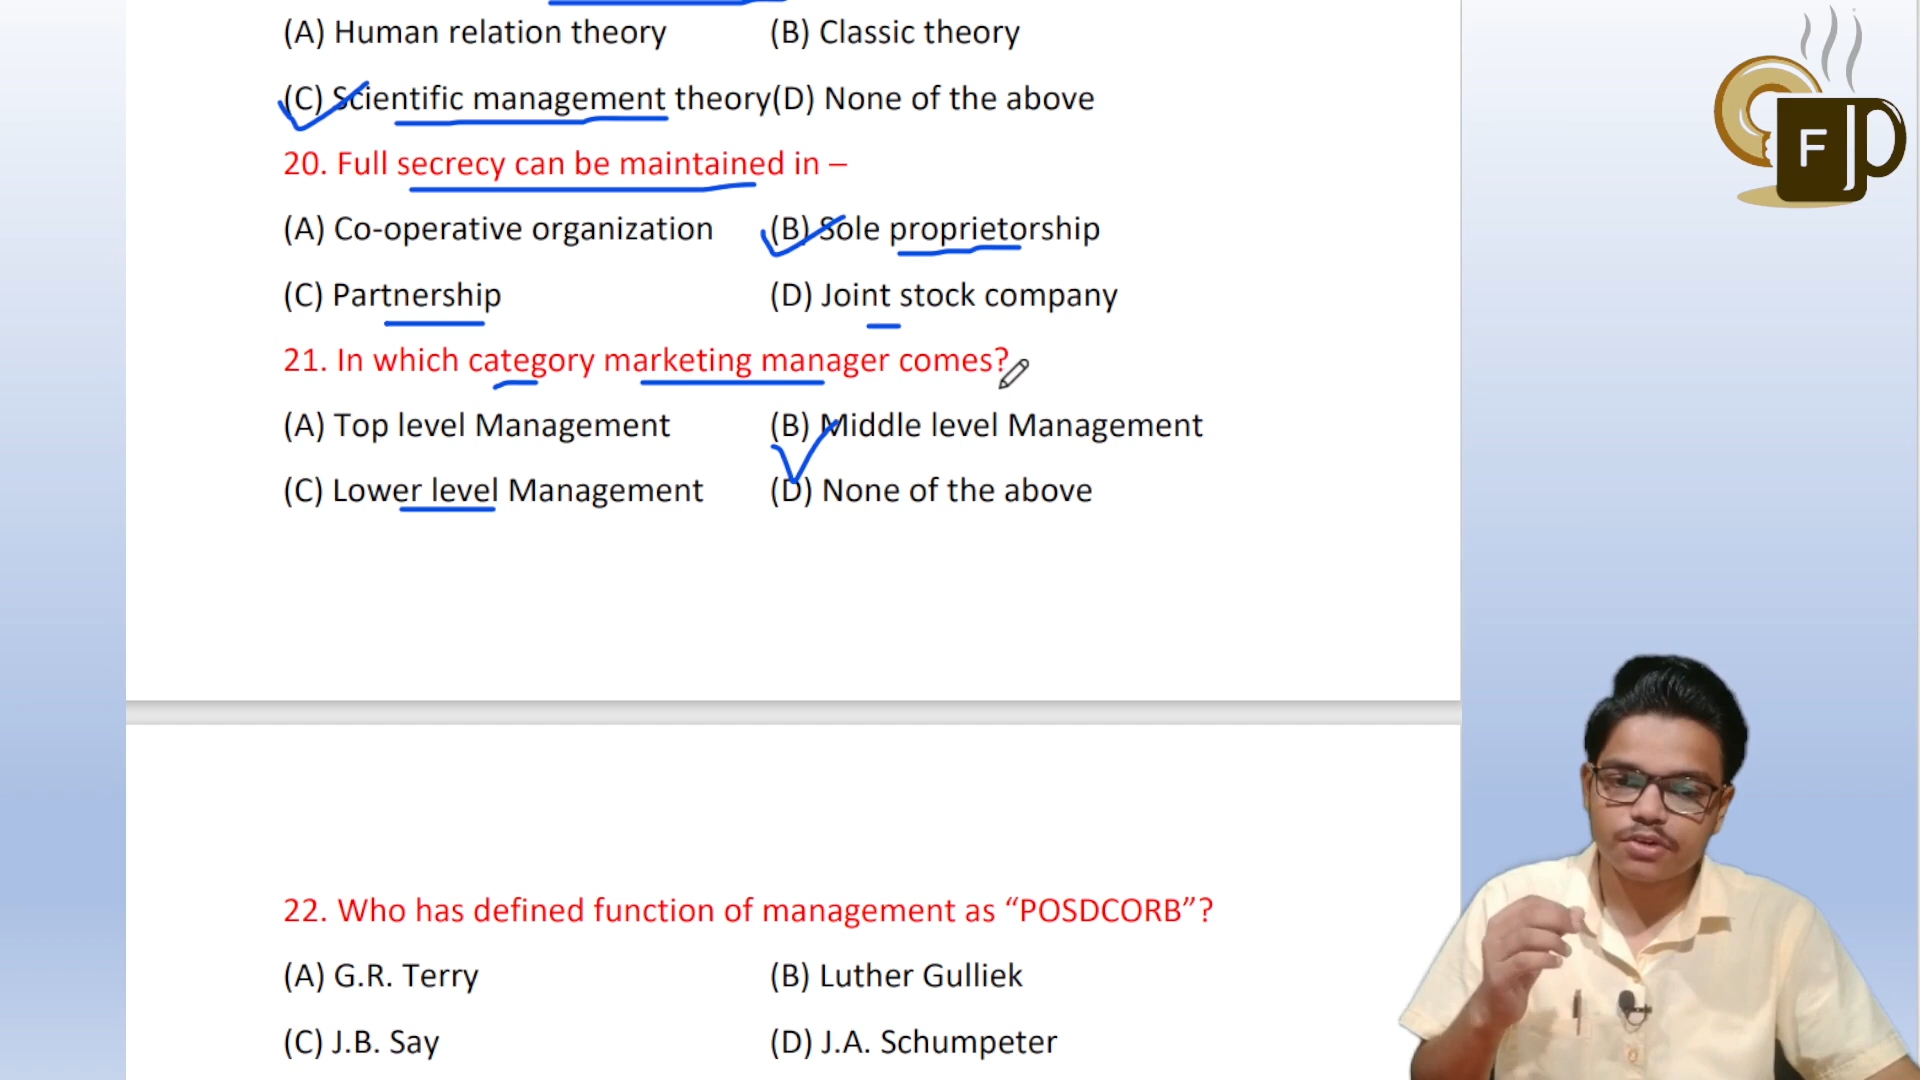 (A) Human relation theory (B) Classic theory
(C) Scientific management theory(D) None of the above
20. Full secrecy can be maintained in –
(A) Co-operative organization (B) Sole proprietorship
(C) Partnership (D) Joint stock company
21. In which category marketing manager comes?
(A) Top level Management (B) Middle level Management
(C) Lower level Management (D) None of the above
22. Who has defined function of management as “POSDCORB”?
(A) G.R. Terry (B) Luther Gulliek
(C) J.B. Say (D) J.A. Schumpeter
FJ